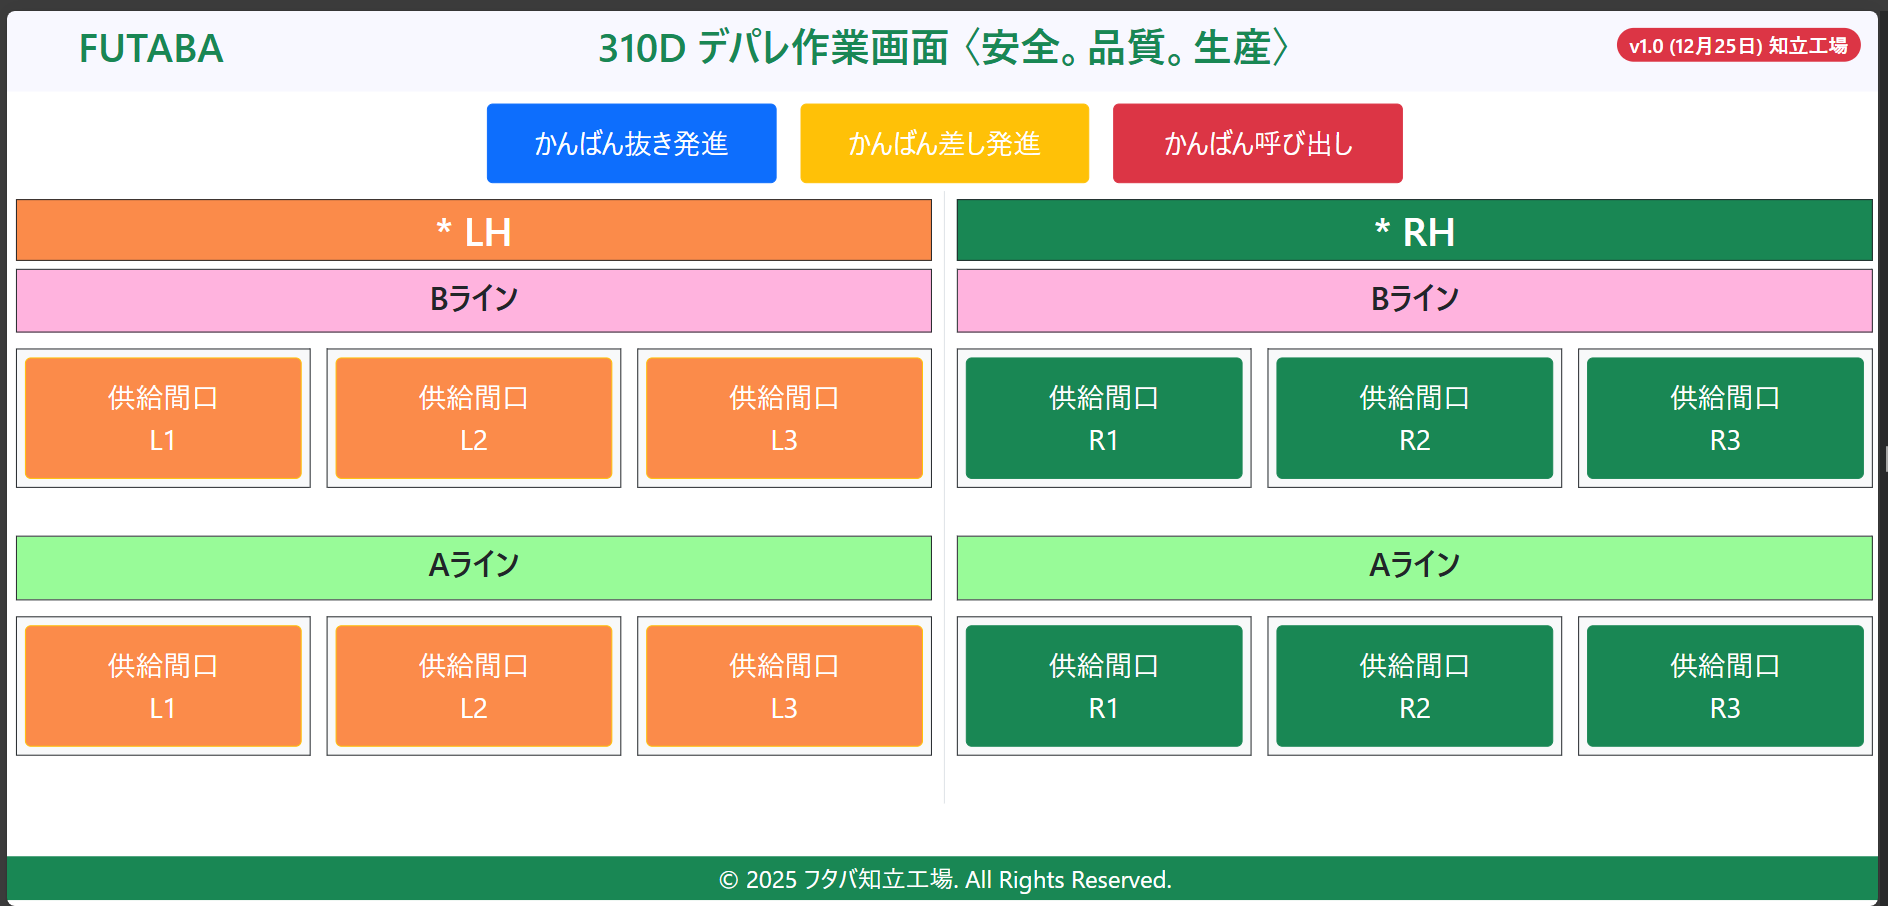 FUTABA
310D デパレ作業画面〈安全。品質。生産〉
v1.0 (12月25日) 知立工場
かんばん抜き発進
かんばん差し発進
かんばん呼び出し
* LH
Bライン
供給間口
L1
供給間口
L2
供給間口
L3
Aライン
供給間口
L1
供給間口
L2
供給間口
L3
* RH
Bライン
供給間口
R1
供給間口
R2
供給間口
R3
Aライン
供給間口
R1
供給間口
R2
供給間口
R3
© 2025 フタバ知立工場. All Rights Reserved.